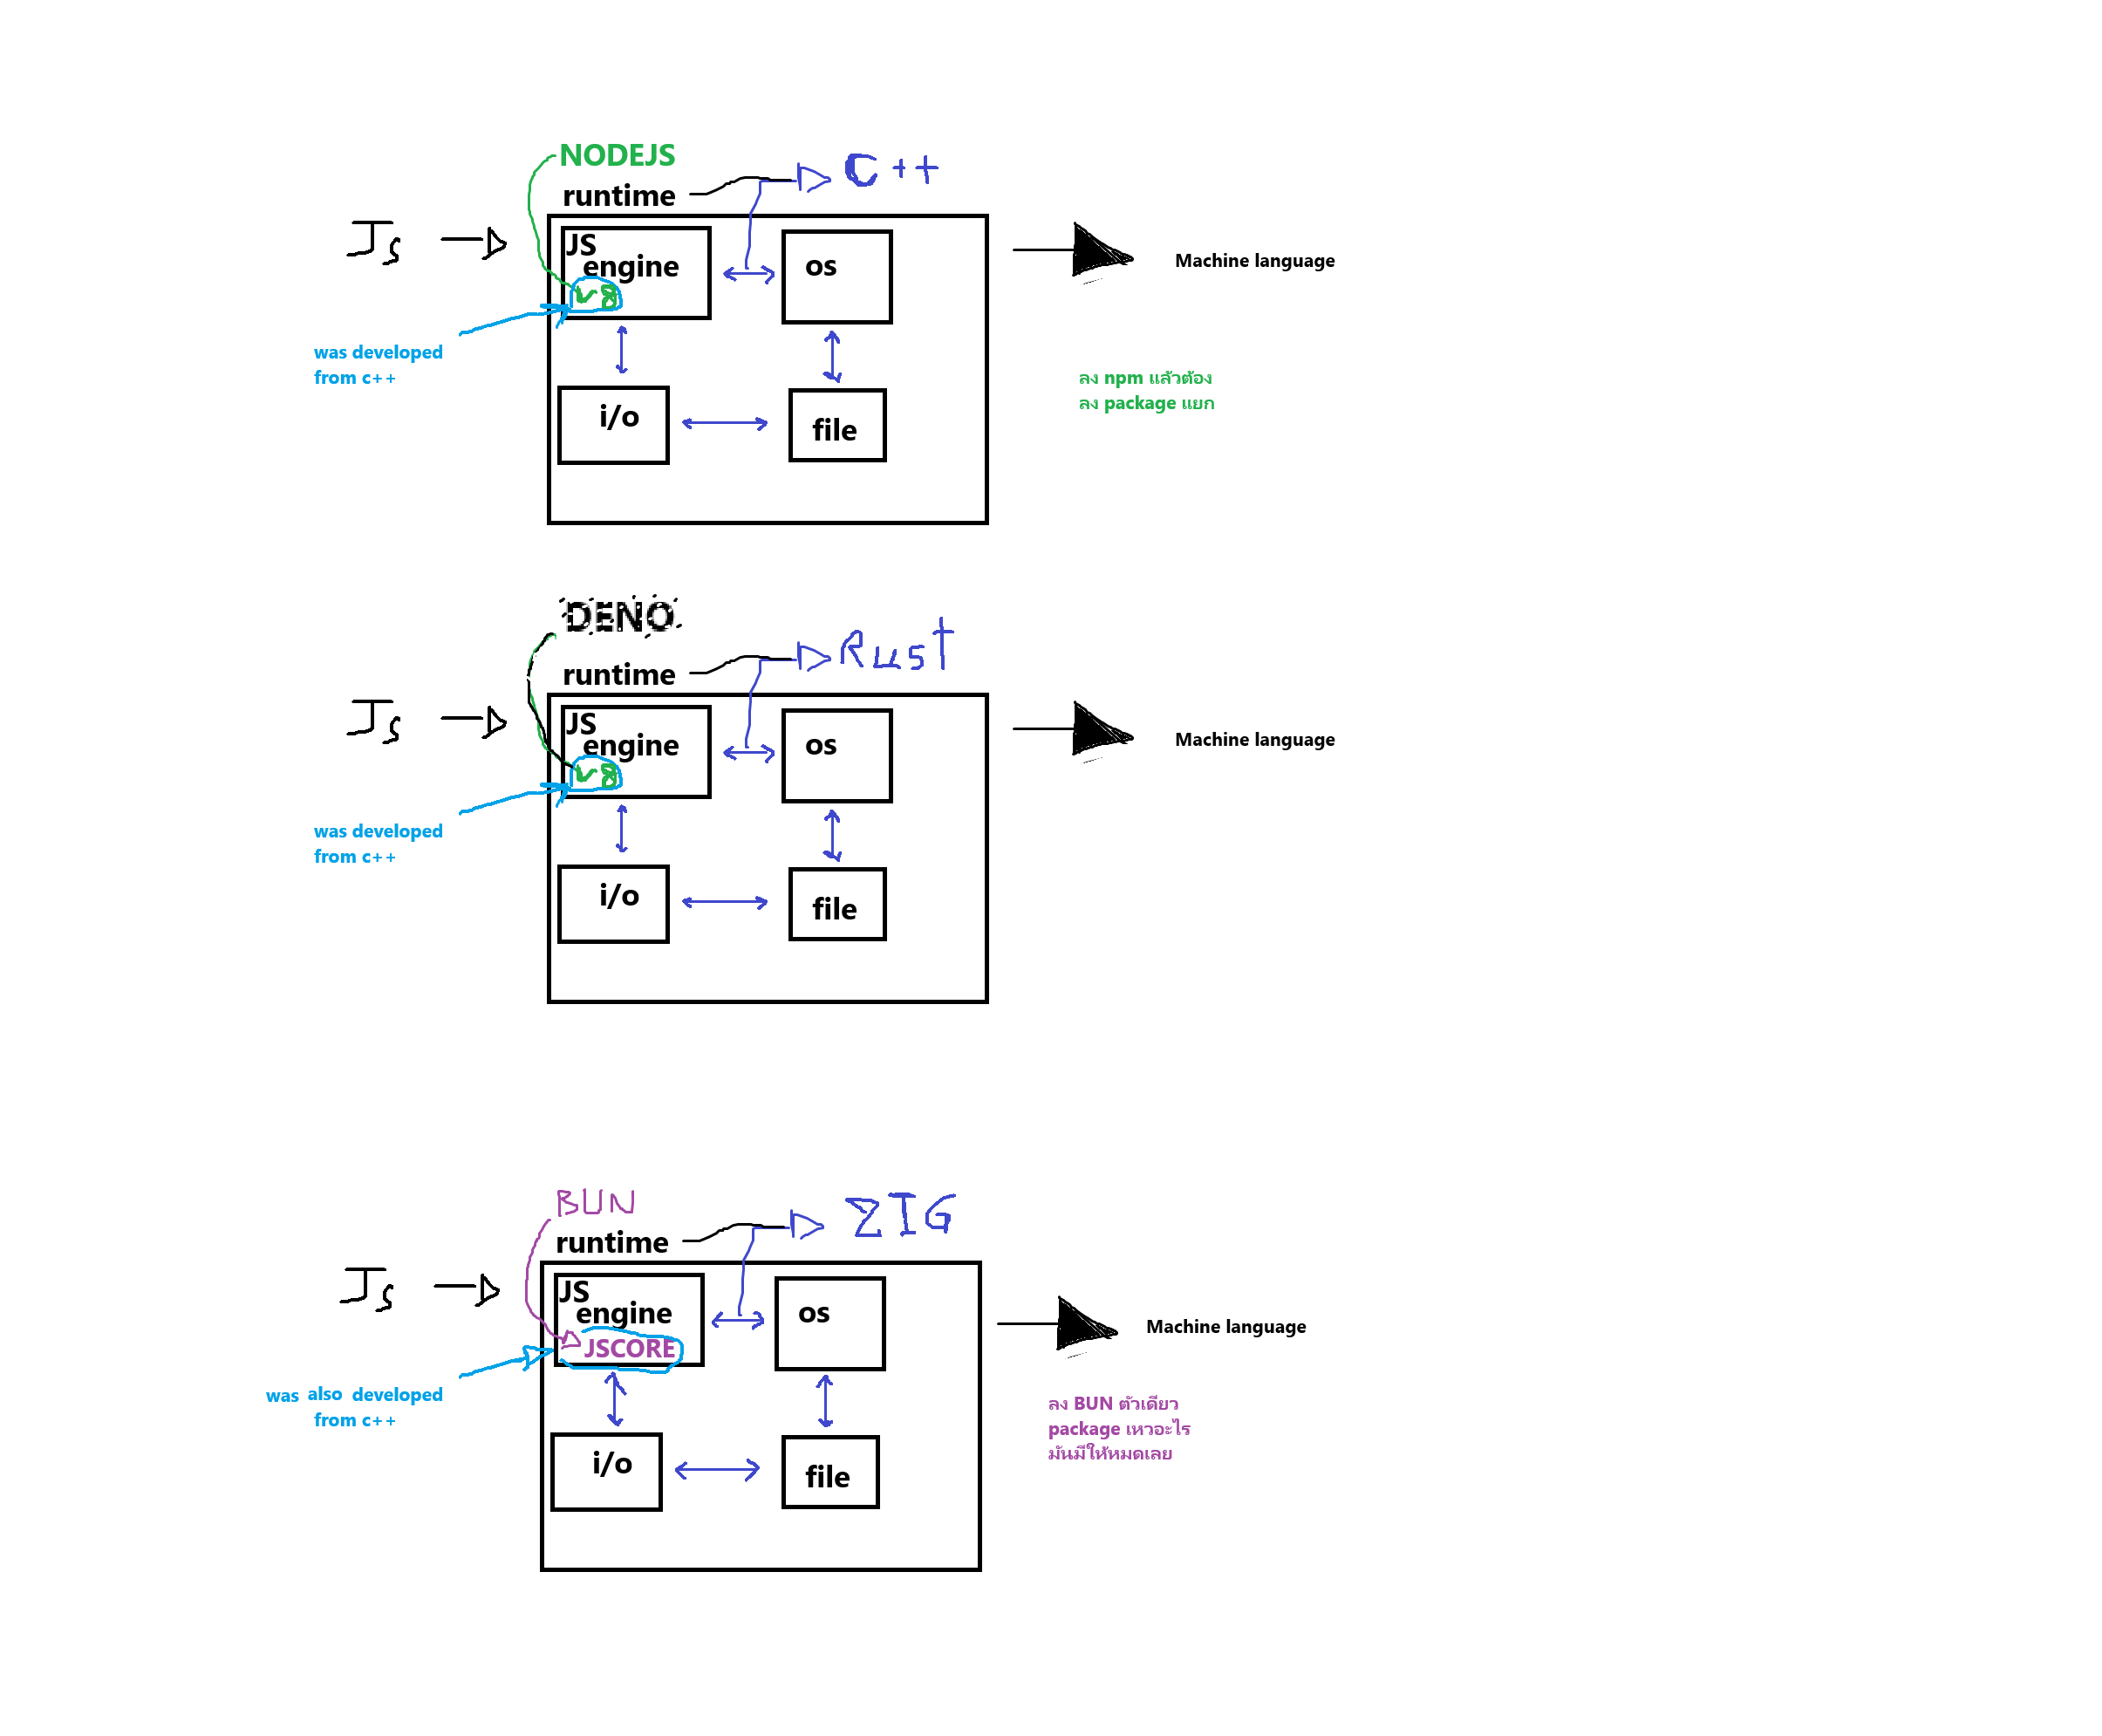 NODEJS
runtime
C++
Js
JS
engine
v8
os
Machine language
was developed
from c++
i/o
file
ลง npm แล้วต้อง
ลง package แยก
DENO
runtime
Rust
Js
JS
engine
v8
os
Machine language
was developed
from c++
i/o
file
BUN
runtime
ZIG
Js
JS
engine
JSCORE
os
Machine language
was also developed
from c++
i/o
file
ลง BUN ตัวเดียว
package เหวอะไร
มันมีให้หมดเลย